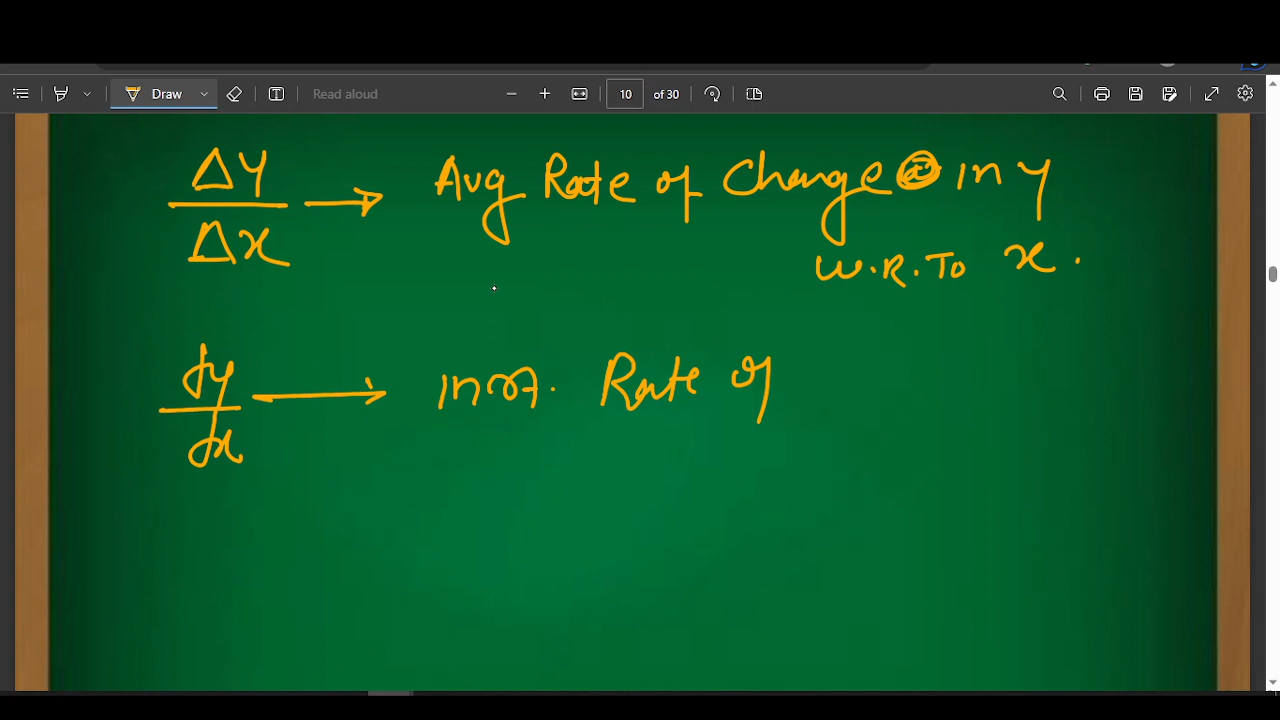 Draw
Read aloud
10 of 30
ΔY/Δx → Avg Rate of Change in y
W.R.To x.
dy/dx → inst. Rate of